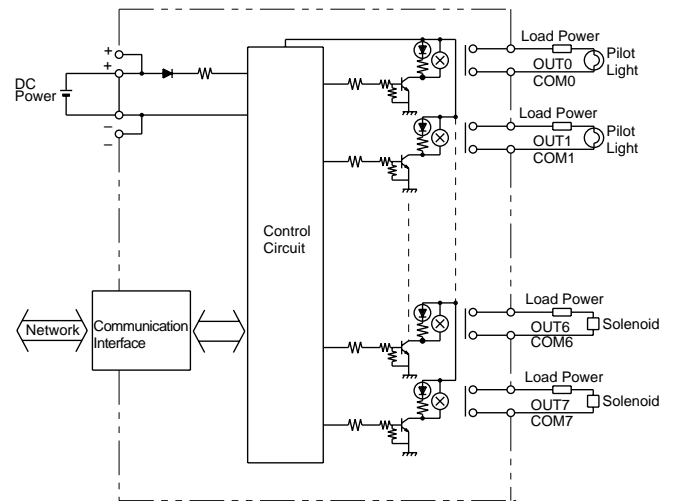 +
+
DC
Power
−
−
Control
Circuit
Network
Communication
Interface
Load Power
OUT0
COM0
Pilot
Light
Load Power
OUT1
COM1
Pilot
Light
Load Power
OUT6
COM6
Solenoid
Load Power
OUT7
COM7
Solenoid